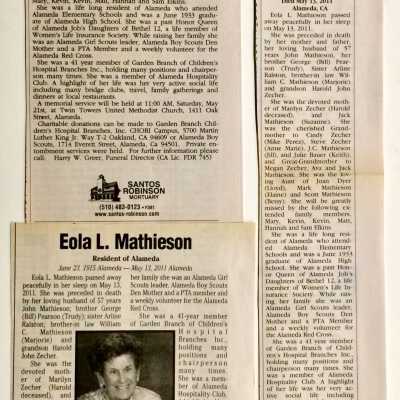 Mary, Kevin, Kevin, Matt, Hannah and Sam Elkins.
She was a life long resident of Alameda who attended
Alameda Elementary Schools and was a June 1933 gradu-
ate of Alameda High School. She was a Past Honor Queen
of Alameda Job's Daughters of Bethel 12, a life member of
Women's Life Insurance Society. While raising her family she
was an Alameda Girl Scouts leader, Alameda Boy Scouts Den
Mother and a PTA Member and a weekly volunteer for the
Alameda Red Cross.
She was a 41 year member of Garden Branch of Children's
Hospital Branches Inc., holding many positions and chairper-
son many times. She was a member of Alameda Hospitality
Club. A highlight of her life was her very active social life
including many bridge clubs, travel, family gatherings and
dinners at local restaurants.
A memorial service will be held at 11:00 AM, Saturday, May
21st, at Twin Towers United Methodist Church, 1411 Oak
Street, Alameda.
Charitable donations can be made to Garden Branch Chil-
dren's Hospital Branches, Inc. CHORI Campus, 5700 Martin
Luther King Jr. Way T-2 Oakland, CA 94609 or Alameda Boy
Scouts, 1714 Everett Street, Alameda, CA 94501. Private en-
tombment services were held. For further information please
call. Harry W. Greer, Funeral Director (CA Lic. FDR 745)
SANTOS
ROBINSON
MORTUARY
(510) 483-0123
www.santos-robinson.com
Eola L. Mathieson
Resident of Alameda
June 23, 1915 Alameda — May 13, 2011 Alameda
Eola L. Mathieson passed away
peacefully in her sleep on May 13,
2011. She was preceded in death
by her loving husband of 57 years
John Mathieson; brother George
(Bill) Pearson (Trudy); sister Arline
Ralston; brother-in law William
C. Mathieson
(Marjorie) and
grandson Harold
John Zecher.
She was the
devoted moth-
er of Marilyn
Zecher (Harold
deceased), and
ing her family she was an Alameda Girl
Scouts leader, Alameda Boy Scouts Den
Mother and a PTA member and
a weekly volunteer for the Alameda
Red Cross.
She was a 41-year member
of Garden Branch of Children's
Hospital
Branches Inc.,
holding many
positions and
chairperson
many times.
She was a mem-
ber of Alameda
Hospitality Club.
Died May 13, 2011
Alameda, CA
Eola L. Mathieson passed
away peacefully in her sleep
on May 13, 2011.
She was preceded in death
by her mother and father,
her loving husband of 57
years John Mathieson, her
brother George (Bill) Pear-
son (Trudy), Sister Arline
Ralston, brother-in law Wil-
liam C. Mathieson (Marjorie)
and grandson Harold John
Zecher.
She was the devoted moth-
er of Marilyn Zecher (Harold
deceased), and Jack
Mathieson (Suzanne). She
was the cherished Grand-
mother to Cindy Zecher
(Mike Perez), Steve Zecher
(Anne Marie), J.C. Mathieson
(Jill), and Julie Bauer (Keith),
and Great-Grandmother to
Megan Zecher, Ava and Jack
Mathieson. She was the lov-
ing Aunt of Joan Dyer
(Lloyd), Mark Mathieson
(Elaine) and Scott Mathieson
(Betsy). She will be greatly
missed by the following ex-
tended family members,
Mary, Kevin, Kevin, Matt,
Hannah and Sam Elkins
She was a life long resi-
dent of Alameda who attend-
ed Alameda Elementary
Schools and was a June 1933
graduate of Alameda High
School. She was a Past Hon-
or Queen of Alameda Job's
Daughters of Bethel 12, a life
member of Women's Life In-
surance Society. While rais-
ing her family she was an
Alameda Girl Scouts leader,
Alameda Boy Scouts Den
Mother and a PTA Member
and a weekly volunteer for
the Alameda Red Cross.
She was a 41 year member
of Garden Branch of Child-
ren's Hospital Branches Inc.,
holding many positions and
chairperson many times. She
was a member of Alameda
Hospitality Club. A highlight
of her life was her very ac-
tive social life including